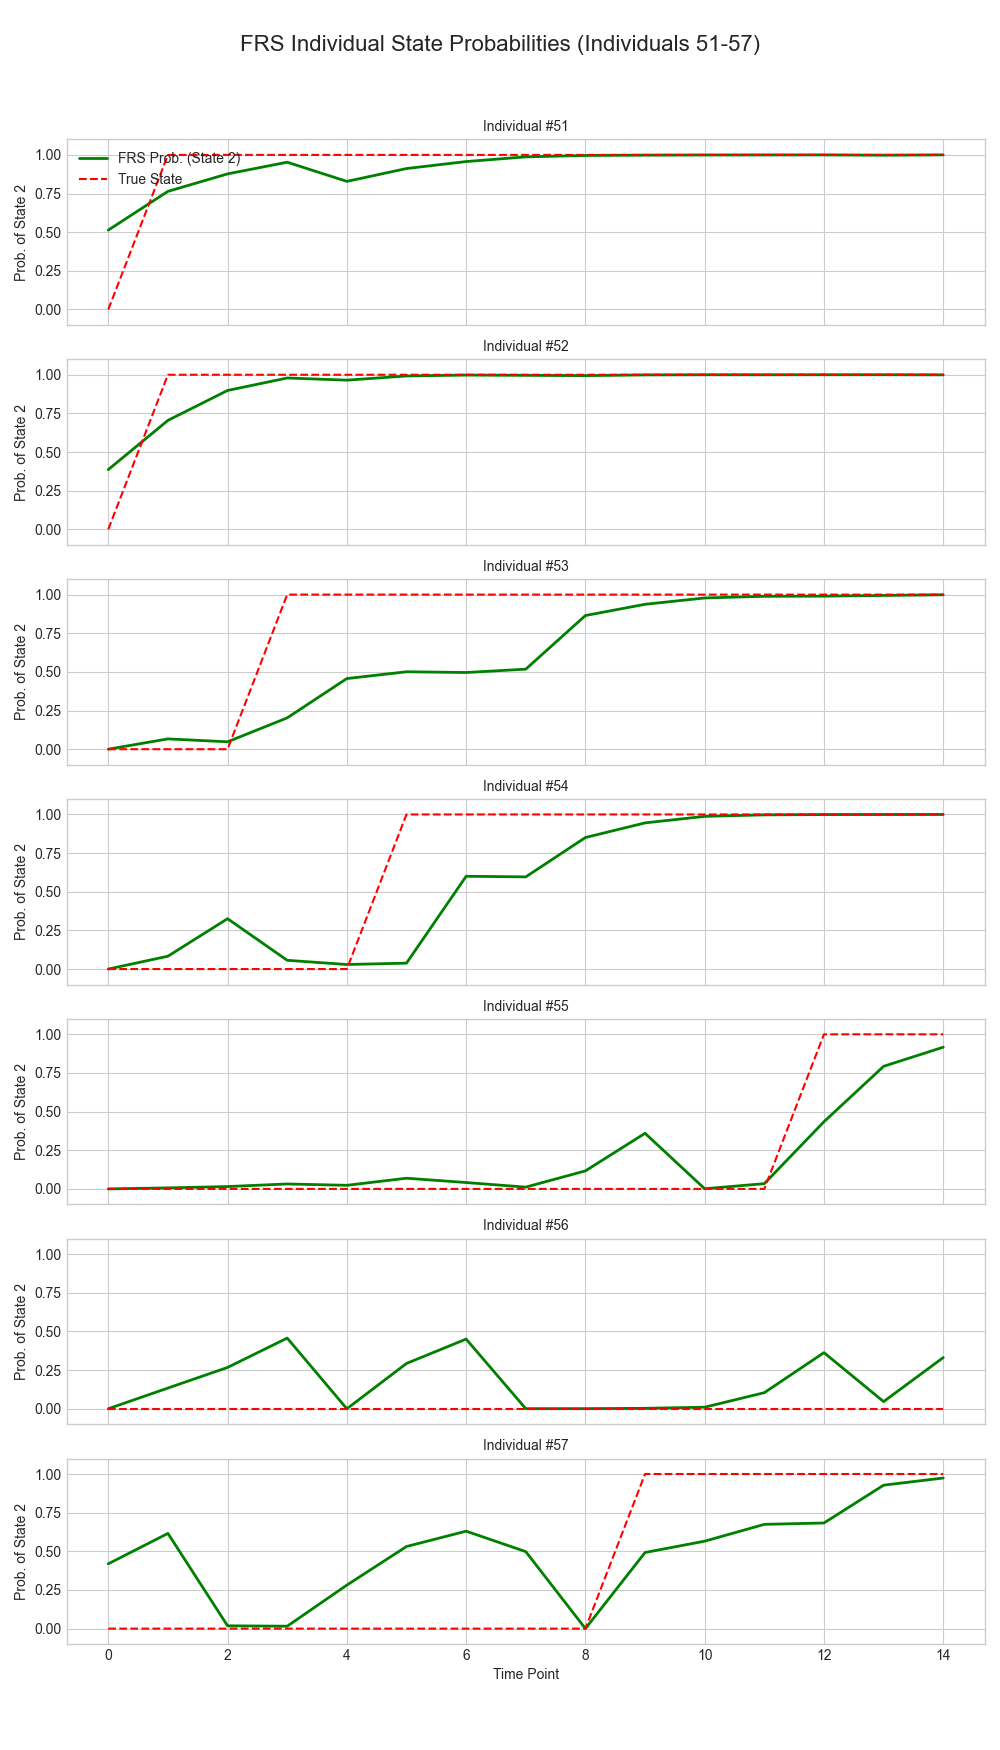 FRS Individual State Probabilities (Individuals 51-57)
Individual #51
FRS Prob. (State 2)
True State
1.00
0.75
0.50
0.25
0.00
Prob. of State 2
Individual #52
1.00
0.75
0.50
0.25
0.00
Prob. of State 2
Individual #53
1.00
0.75
0.50
0.25
0.00
Prob. of State 2
Individual #54
1.00
0.75
0.50
0.25
0.00
Prob. of State 2
Individual #55
1.00
0.75
0.50
0.25
0.00
Prob. of State 2
Individual #56
1.00
0.75
0.50
0.25
0.00
Prob. of State 2
Individual #57
1.00
0.75
0.50
0.25
0.00
Prob. of State 2
0 2 4 6 8 10 12 14
Time Point